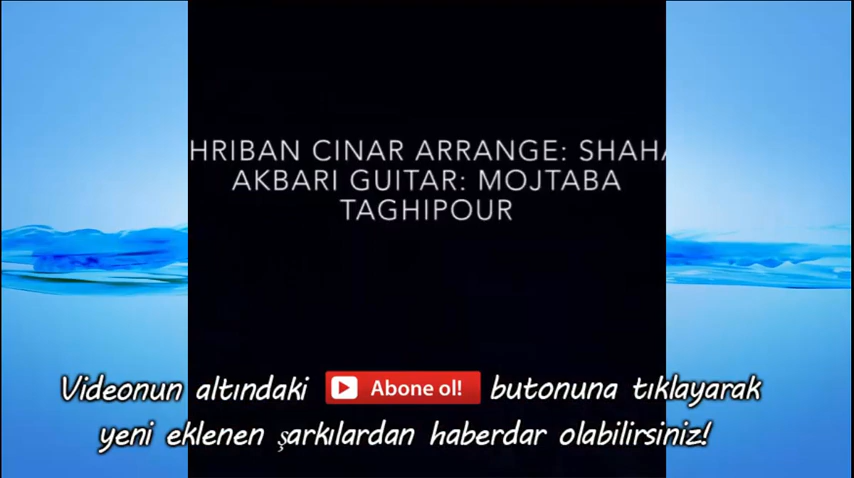 HRIBAN CINAR ARRANGE: SHAHA
AKBARI GUITAR: MOJTABA
TAGHIPOUR
Videonun altındaki Abone ol! butonuna tıklayarak
yeni eklenen şarkılardan haberdar olabilirsiniz!